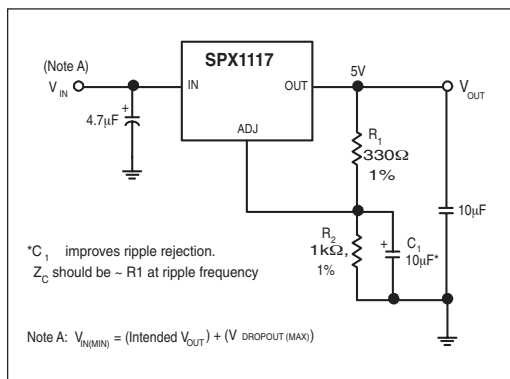 SPX1117
(Note A)
V IN
IN
OUT
5V
V OUT
4.7μF
+
ADJ
R1
330Ω
1%
10μF
R2
1kΩ,
1%
+
C1
10μF*
*C1 improves ripple rejection.
ZC should be ~ R1 at ripple frequency
Note A: VIN(MIN) = (Intended VOUT) + (V DROPOUT (MAX))